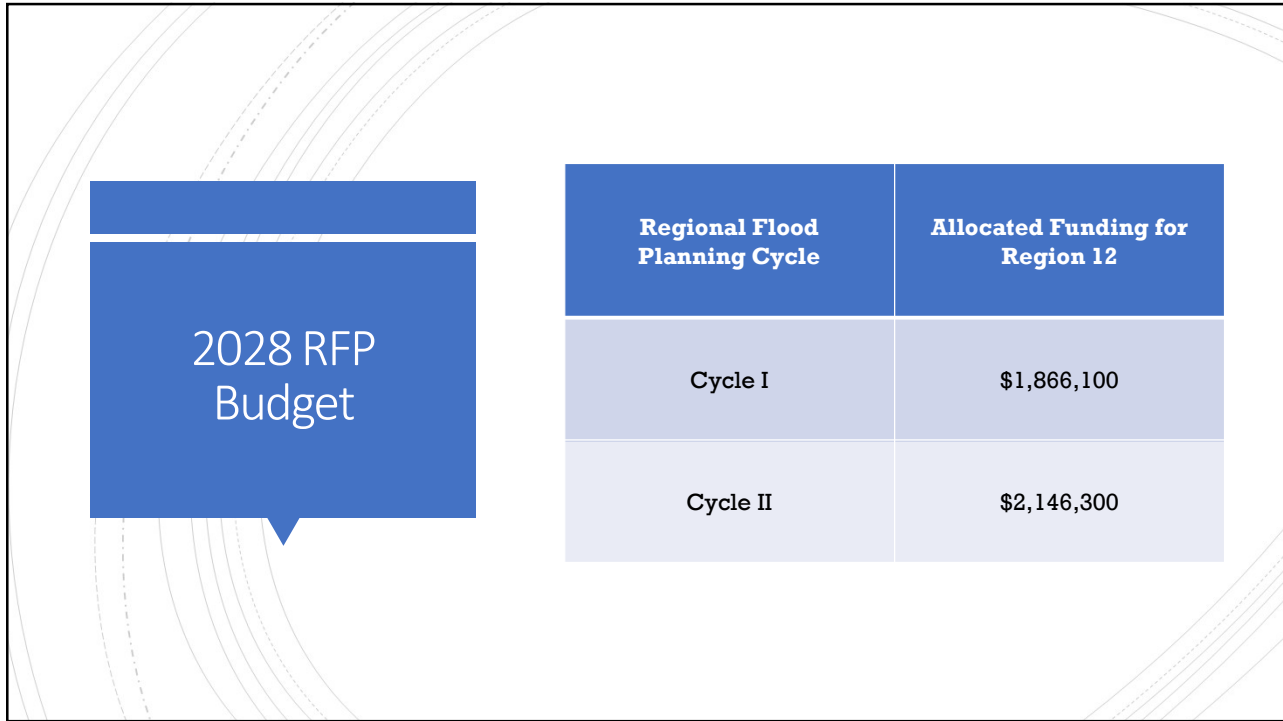 2028 RFP
Budget
Regional Flood
Planning Cycle
Allocated Funding for
Region 12
Cycle I
$1,866,100
Cycle II
$2,146,300